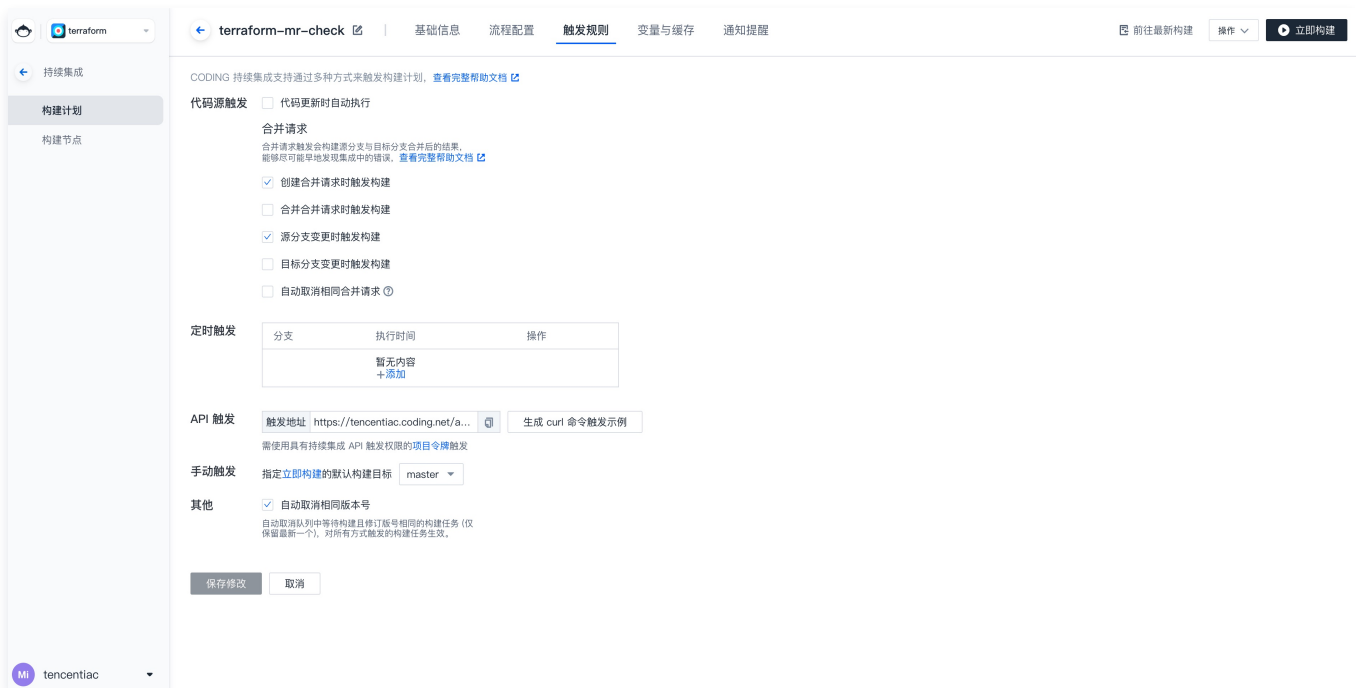 terraform
terraform-mr-check
基础信息
流程配置
触发规则
变量与缓存
通知提醒
前往最新构建
操作
立即构建
持续集成
构建计划
构建节点
CODING 持续集成支持通过多种方式来触发构建计划，查看完整帮助文档
代码源触发
代码更新时自动执行
合并请求
合并请求触发会构建源分支与目标分支合并后的结果，
能够尽可能早地发现集成中的错误，查看完整帮助文档
创建合并请求时触发构建
合并合并请求时触发构建
源分支变更时触发构建
目标分支变更时触发构建
自动取消相同合并请求
定时触发
分支 执行时间 操作
暂无内容
+添加
API 触发
触发地址 https://tencentiac.coding.net/a...
生成 curl 命令触发示例
需使用具有持续集成 API 触发权限的项目令牌触发
手动触发
指定立即构建的默认构建目标 master
其他
自动取消相同版本号
自动取消队列中等待构建且修订版号相同的构建任务 (仅
保留最新一个)，对所有方式触发的构建任务生效。
保存修改
取消
Mi
tencentiac